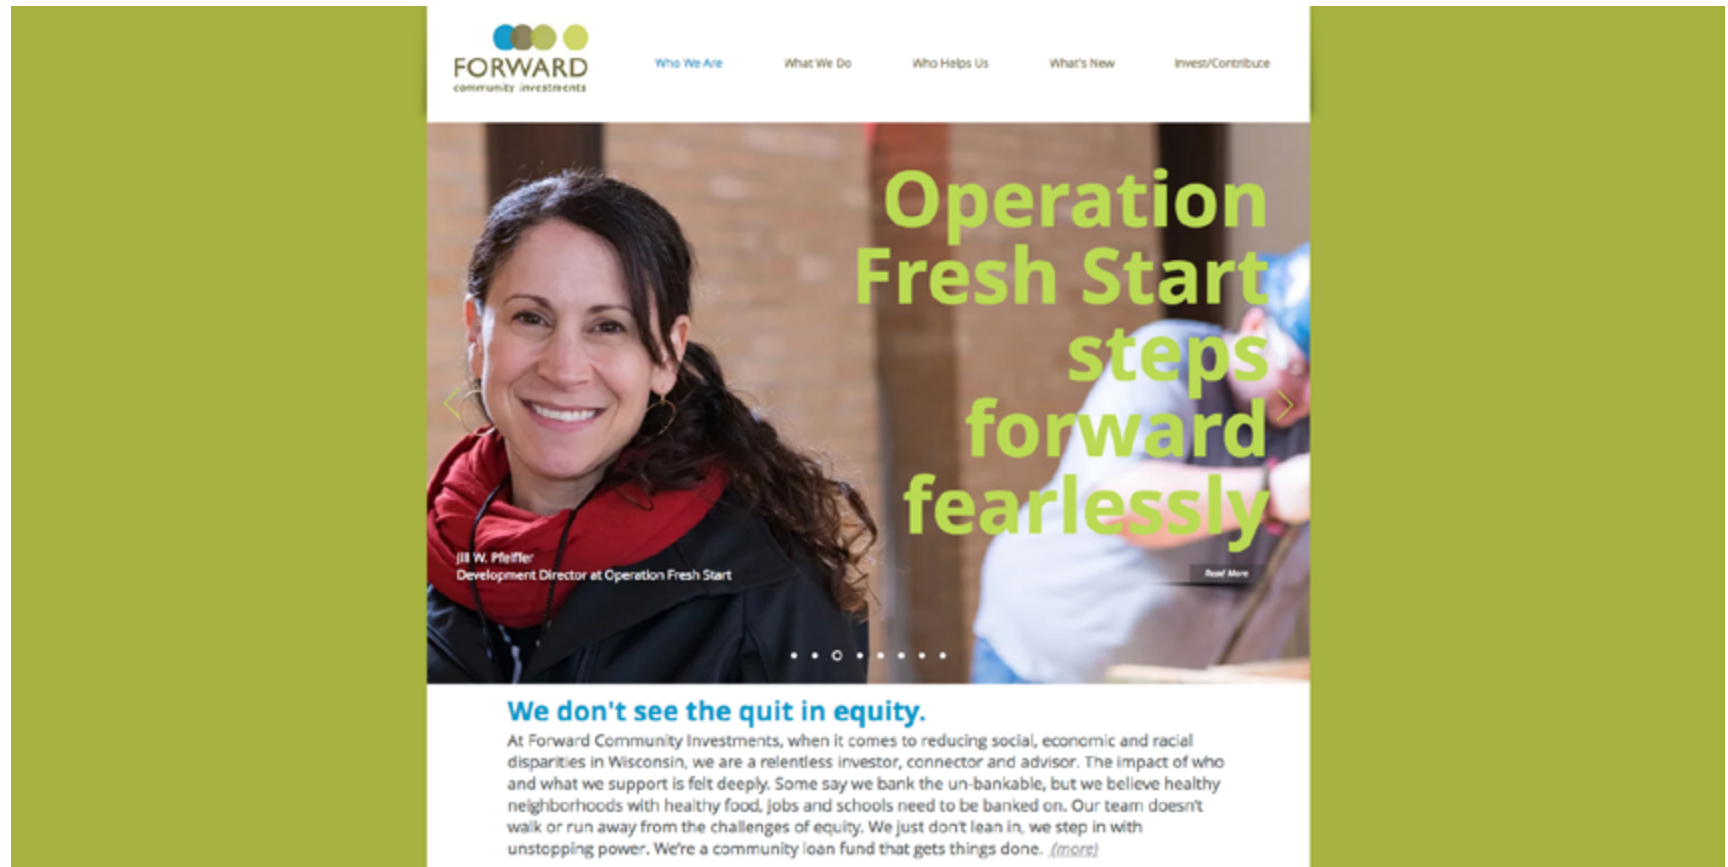 FORWARD
community investments
Who We Are
What We Do
Who Helps Us
What's New
Invest/Contribute
Operation
Fresh Start
steps
forward
fearlessly
Jill W. Pfeiffer
Development Director at Operation Fresh Start
Read More
We don't see the quit in equity.
At Forward Community Investments, when it comes to reducing social, economic and racial
disparities in Wisconsin, we are a relentless investor, connector and advisor. The impact of who
and what we support is felt deeply. Some say we bank the un-bankable, but we believe healthy
neighborhoods with healthy food, jobs and schools need to be banked on. Our team doesn't
walk or run away from the challenges of equity. We just don't lean in, we step in with
unstopping power. We're a community loan fund that gets things done. (more)